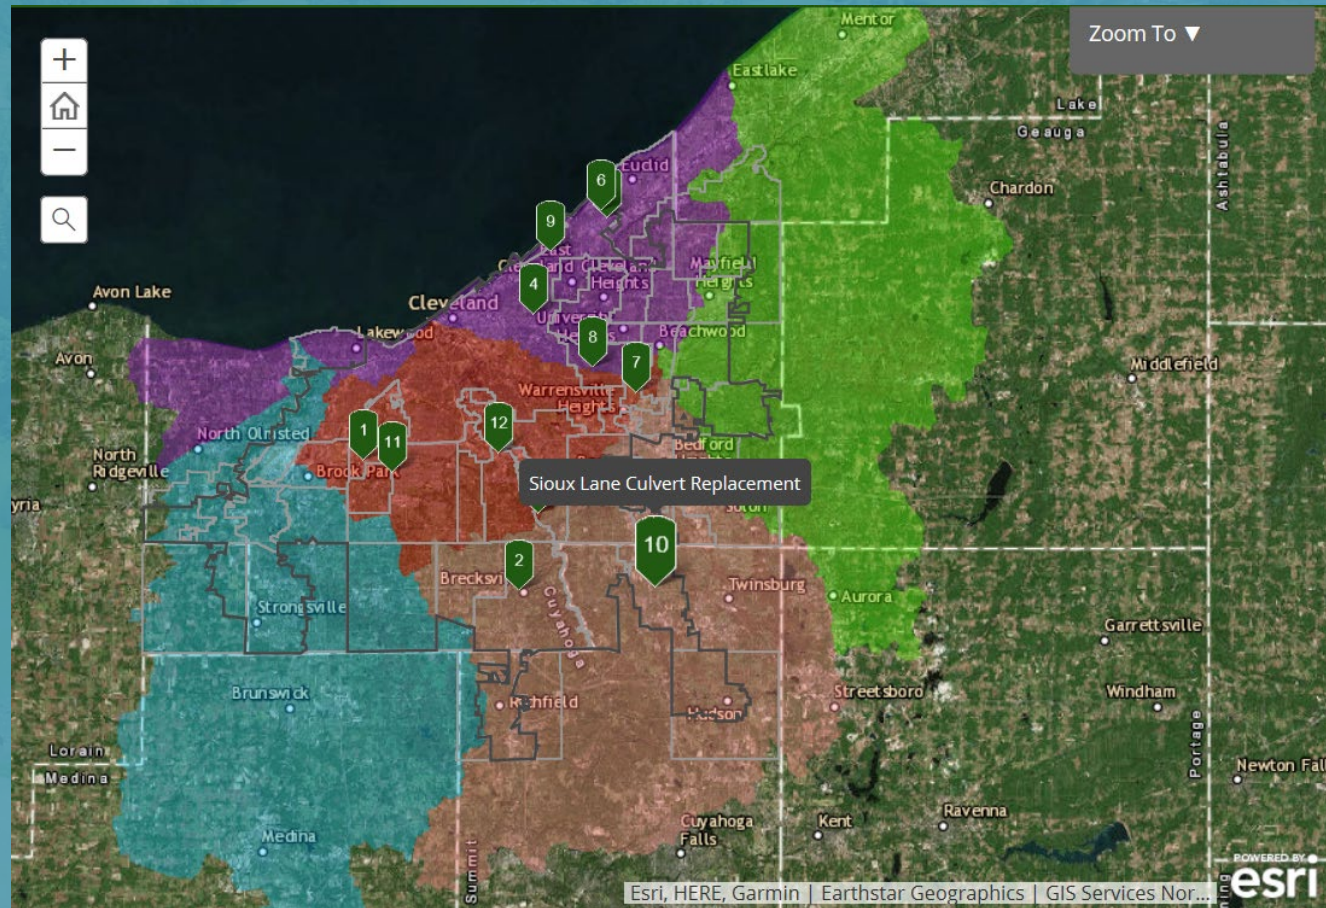 Mentor
Zoom To ▼
+
−
Eastlake
Lake
Geauga
Ashtabula
Euclid
6
Chardon
9
East
Cleveland
Cleveland
Heights
Mayfield
Heights
4
Avon Lake
Cleveland
University
Heights
Lakewood
Beachwood
8
Avon
7
Middlefield
Warrensville
Heights
1
12
11
North Olmsted
Bedford
North
Ridgeville
Brook Park
Sioux Lane Culvert Replacement
yria
Solon
10
2
Brecksvi
Twinsburg
Cuyahoga
Aurora
Strongsville
Garrettsville
Brunswick
Richfield
Hudson
Streetsboro
Windham
Portage
Lorain
Medina
Newton Fal
Medina
Summit
Cuyahoga
Falls
Kent
Ravenna
POWERED BY
esri
Esri, HERE, Garmin | Earthstar Geographics | GIS Services Nor...